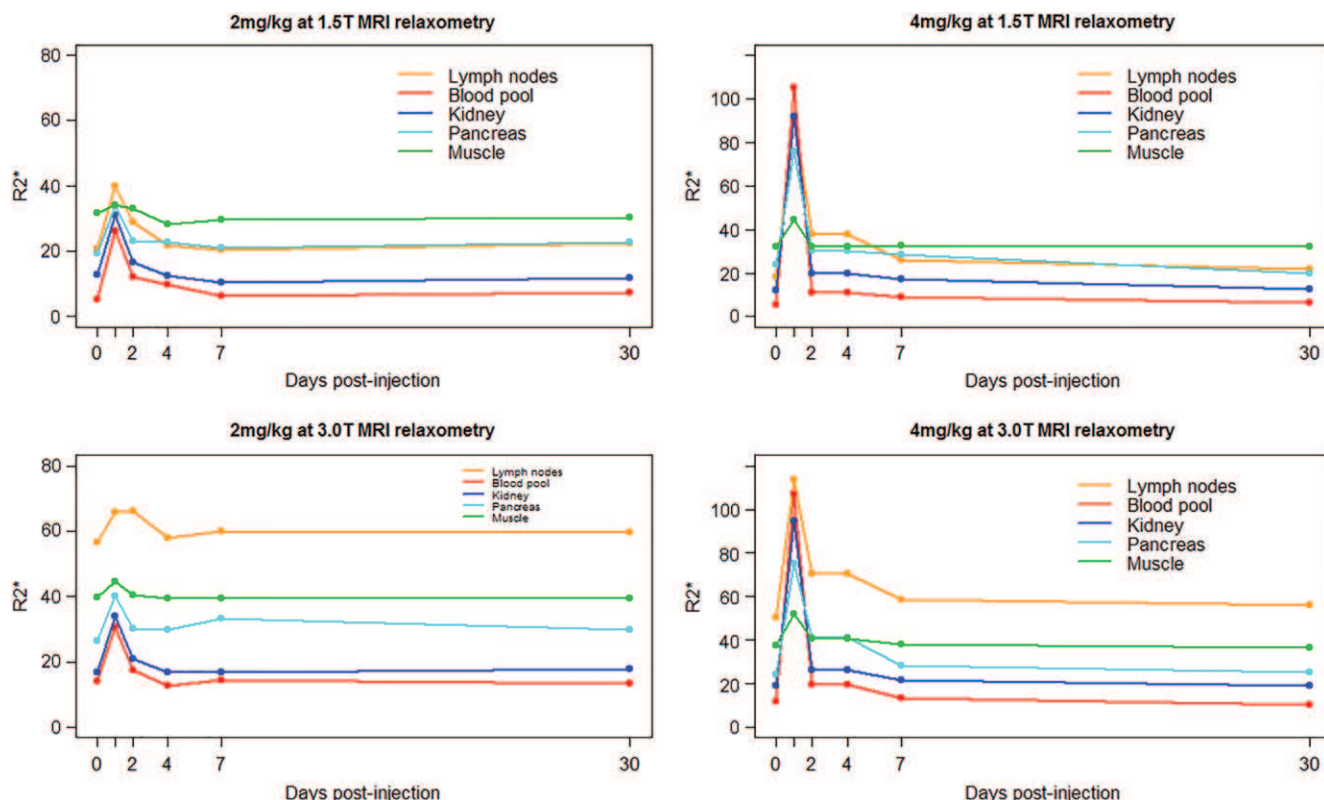 2mg/kg at 1.5T MRI relaxometry
80
60
40
20
0
R2*
Lymph nodes
Blood pool
Kidney
Pancreas
Muscle
0 2 4 7 30
Days post-injection
4mg/kg at 1.5T MRI relaxometry
100
80
60
40
20
0
R2*
Lymph nodes
Blood pool
Kidney
Pancreas
Muscle
0 2 4 7 30
Days post-injection
2mg/kg at 3.0T MRI relaxometry
80
60
40
20
0
R2*
Lymph nodes
Blood pool
Kidney
Pancreas
Muscle
0 2 4 7 30
Days post-injection
4mg/kg at 3.0T MRI relaxometry
100
80
60
40
20
0
R2*
Lymph nodes
Blood pool
Kidney
Pancreas
Muscle
0 2 4 7 30
Days post-injection